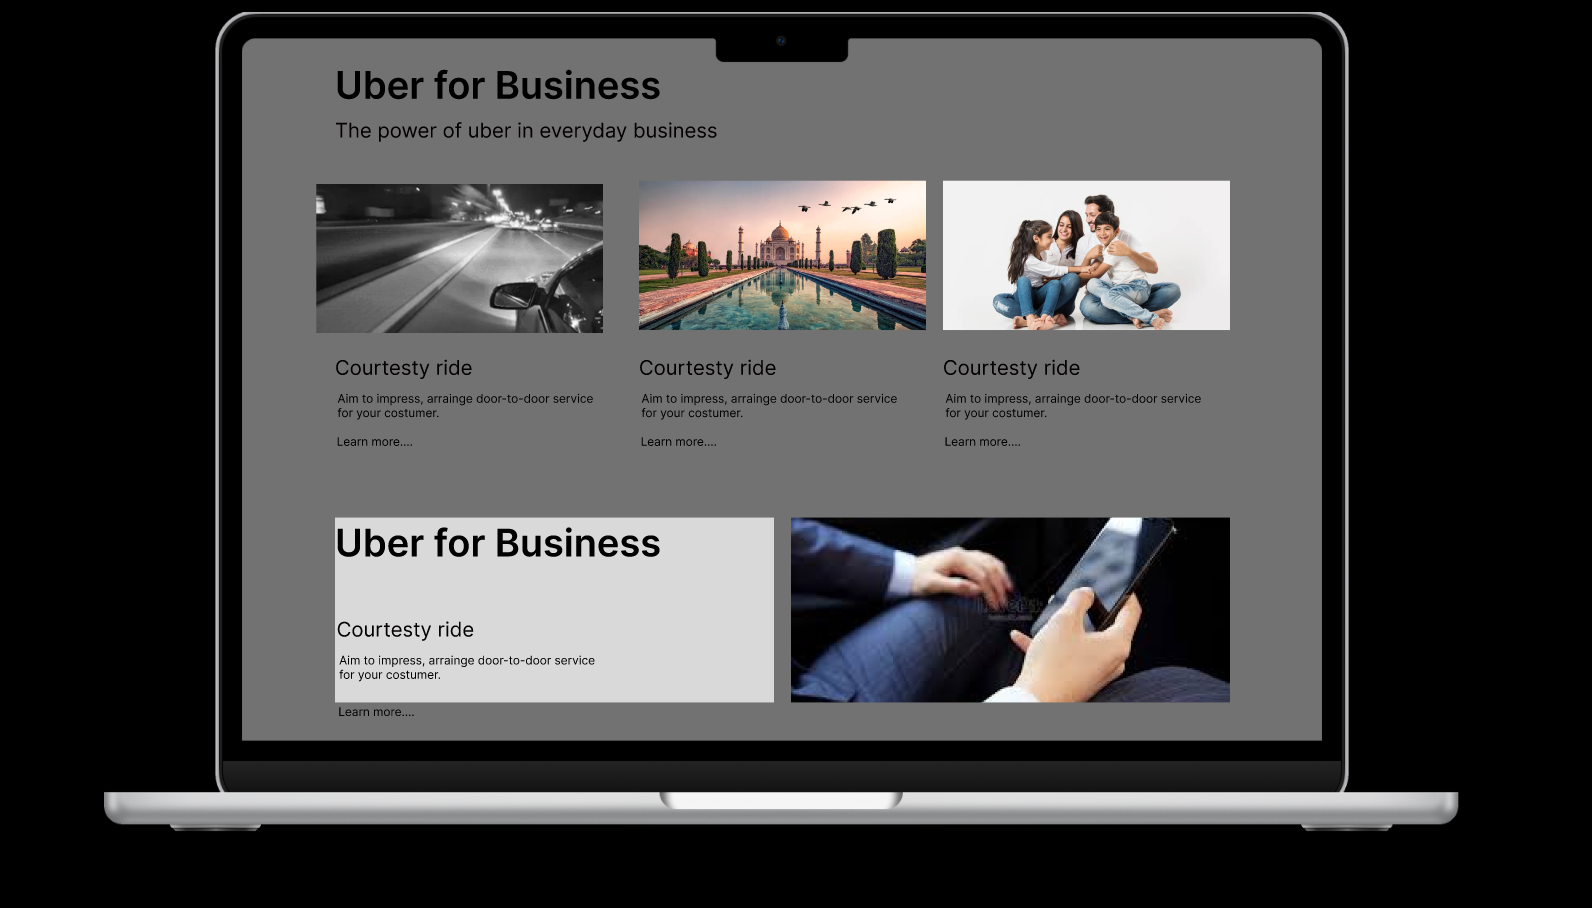 Uber for Business
The power of uber in everyday business
Courtesty ride
Aim to impress, arrainge door-to-door service
for your costumer.
Learn more....
Courtesty ride
Aim to impress, arrainge door-to-door service
for your costumer.
Learn more....
Courtesty ride
Aim to impress, arrainge door-to-door service
for your costumer.
Learn more....
Uber for Business
Courtesty ride
Aim to impress, arrainge door-to-door service
for your costumer.
Learn more....